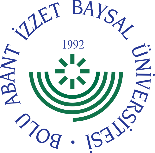 BOLU ABANT İZZET BAYSAL ÜNİVERSİTESİ •
1992